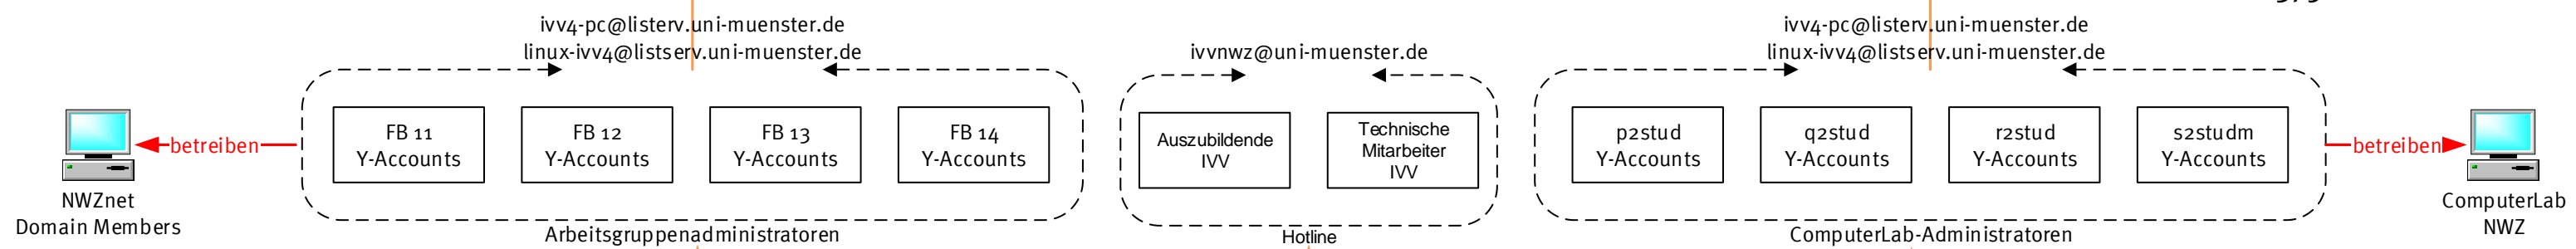 ivv4-pc@listerv.uni-muenster.de
linux-ivv4@listserv.uni-muenster.de
ivvnwz@uni-muenster.de
ivv4-pc@listerv.uni-muenster.de
linux-ivv4@listserv.uni-muenster.de
betreiben
FB 11
Y-Accounts
FB 12
Y-Accounts
FB 13
Y-Accounts
FB 14
Y-Accounts
Auszubildende
IVV
Technische
Mitarbeiter
IVV
p2stud
Y-Accounts
q2stud
Y-Accounts
r2stud
Y-Accounts
s2studm
Y-Accounts
betreiben
NWZnet
Domain Members
Arbeitsgruppenadministratoren
Hotline
ComputerLab-Administratoren
ComputerLab
NWZ